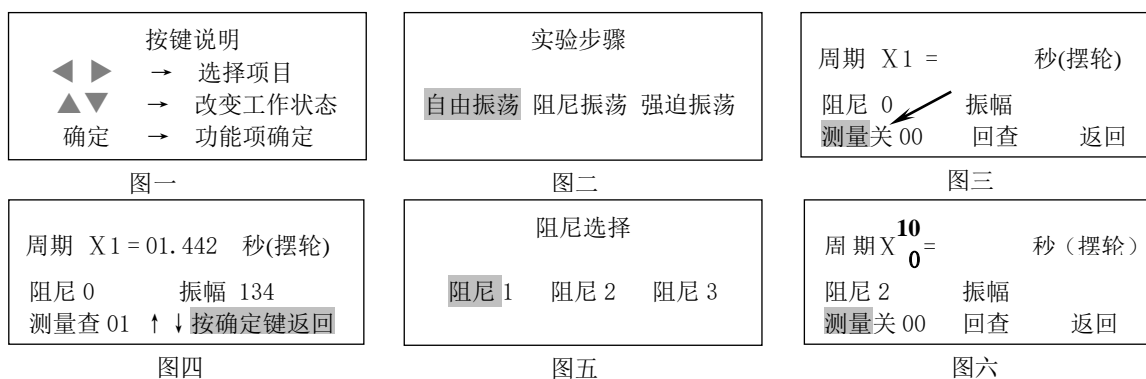 按键说明
◀ ▶ → 选择项目
▲▼ → 改变工作状态
确定 → 功能项确定
图一
实验步骤
自由振荡 阻尼振荡 强迫振荡
图二
周期 X1 = 秒(摆轮)
阻尼 0 振幅
测量关 00 回查 返回
图三
周期 X1 = 01.442 秒(摆轮)
阻尼 0 振幅 134
测量查 01 ↑ ↓ 按确定键返回
图四
阻尼选择
阻尼 1 阻尼 2 阻尼 3
图五
10
周期X 0 = 秒（摆轮）
阻尼 2 振幅
测量关 00 回查 返回
图六